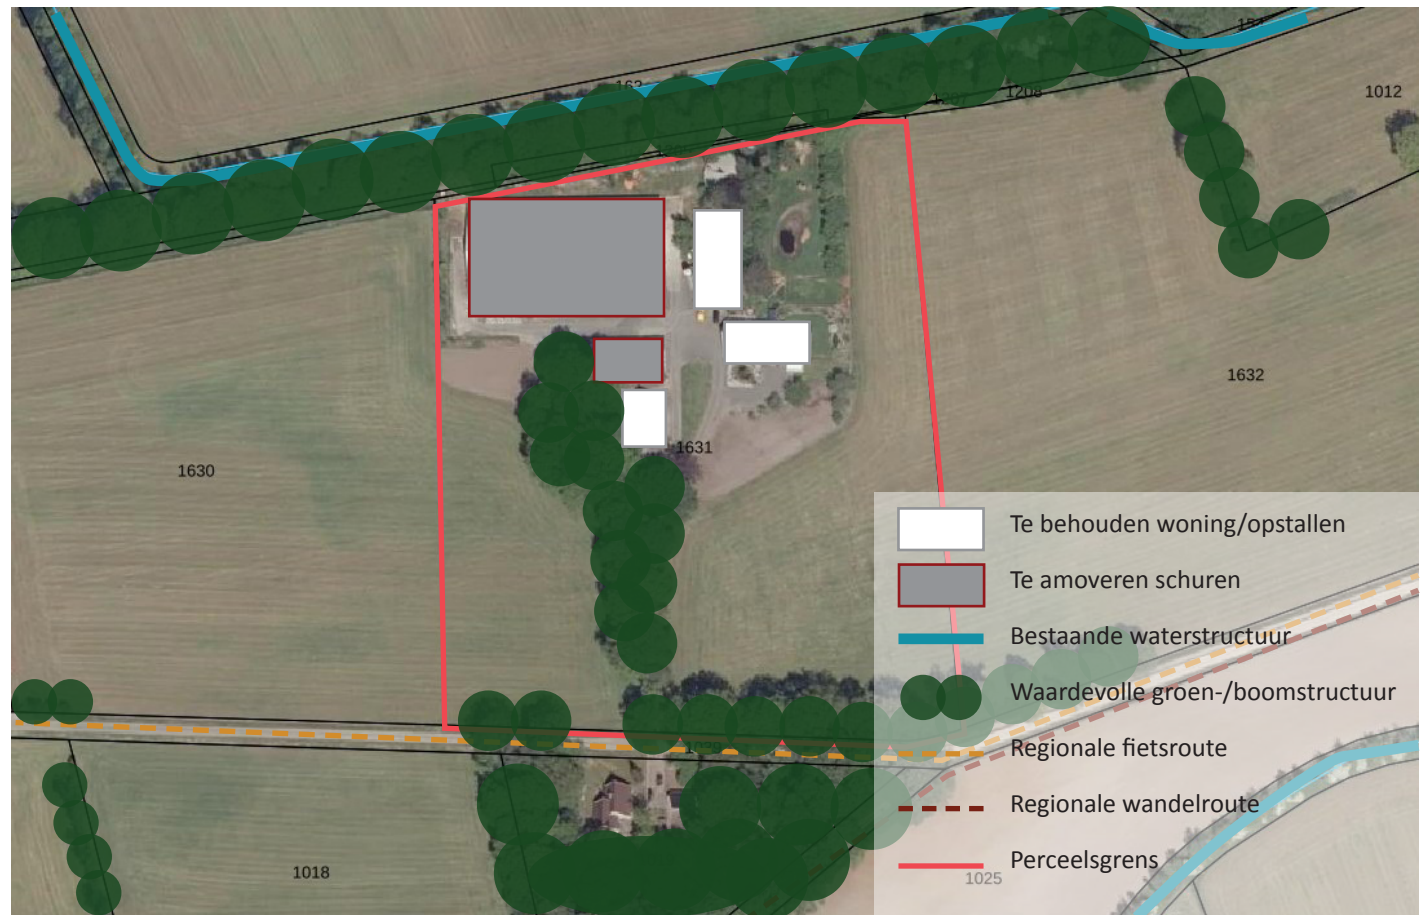 1012
1208
1632
1631
1630
Te behouden woning/opstallen
Te amoveren schuren
Bestaande waterstructuur
Waardevolle groen-/boomstructuur
Regionale fietsroute
Regionale wandelroute
Perceelsgrens
1018
1025